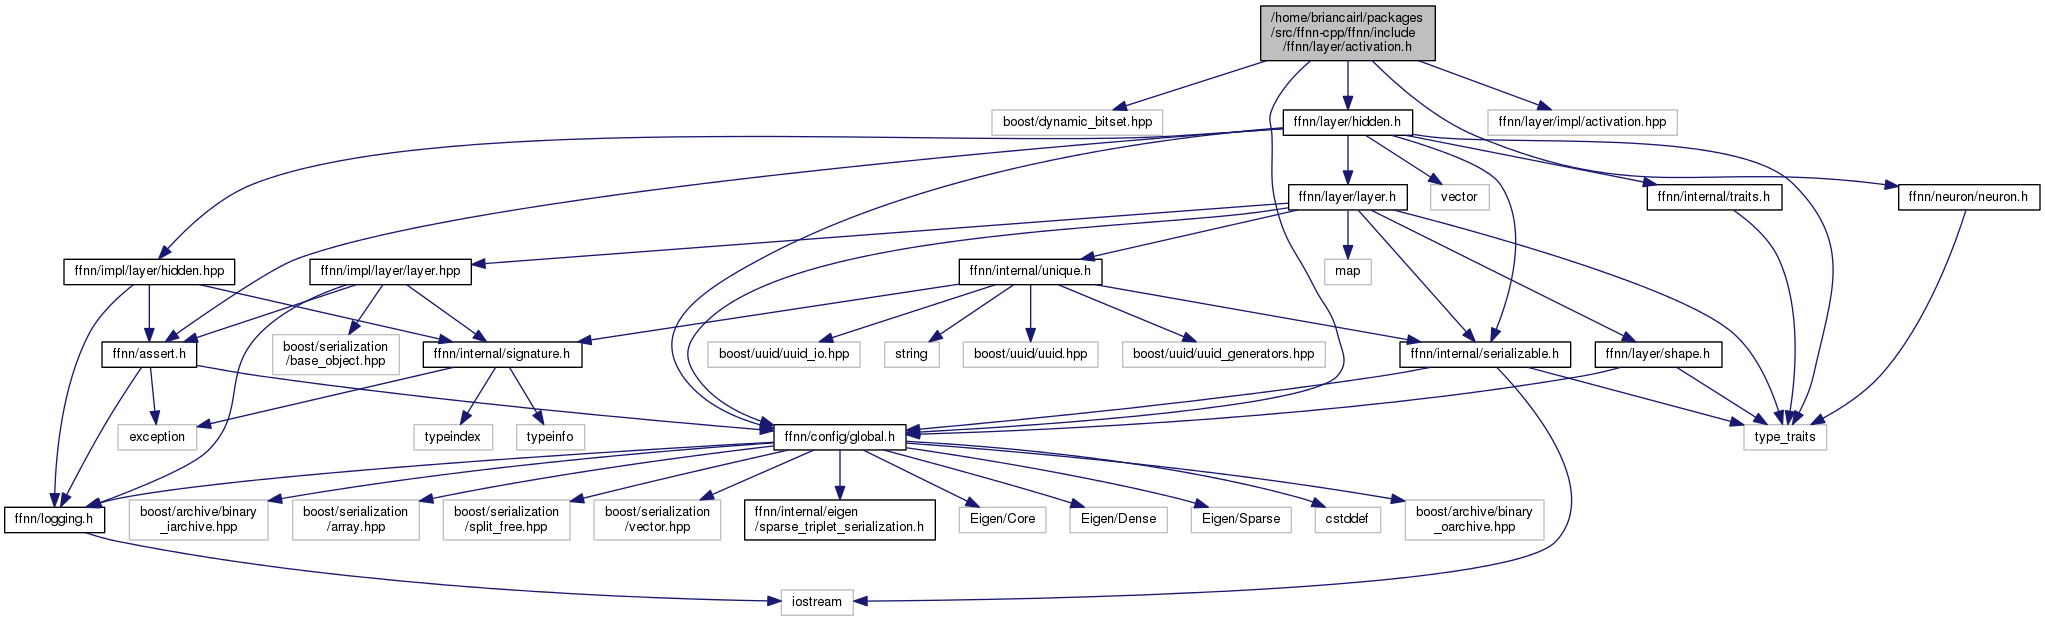 /home/briancairl/packages
/src/ffnn-cpp/ffnn/include
/ffnn/layer/activation.h
boost/dynamic_bitset.hpp
ffnn/layer/hidden.h
ffnn/layer/impl/activation.hpp
ffnn/layer/layer.h
vector
ffnn/internal/traits.h
ffnn/neuron/neuron.h
ffnn/impl/layer/hidden.hpp
ffnn/impl/layer/layer.hpp
ffnn/internal/unique.h
map
ffnn/assert.h
boost/serialization
/base_object.hpp
ffnn/internal/signature.h
boost/uuid/uuid_io.hpp
string
boost/uuid/uuid.hpp
boost/uuid/uuid_generators.hpp
ffnn/internal/serializable.h
ffnn/layer/shape.h
exception
typeindex
typeinfo
ffnn/config/global.h
type_traits
ffnn/logging.h
boost/archive/binary
_iarchive.hpp
boost/serialization
/array.hpp
boost/serialization
/split_free.hpp
boost/serialization
/vector.hpp
ffnn/internal/eigen
/sparse_triplet_serialization.h
Eigen/Core
Eigen/Dense
Eigen/Sparse
cstddef
boost/archive/binary
_oarchive.hpp
iostream